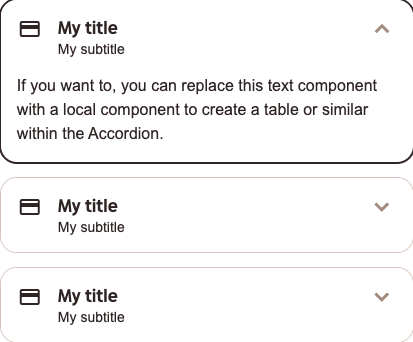 My title
My subtitle
If you want to, you can replace this text component
with a local component to create a table or similar
within the Accordion.
My title
My subtitle
My title
My subtitle